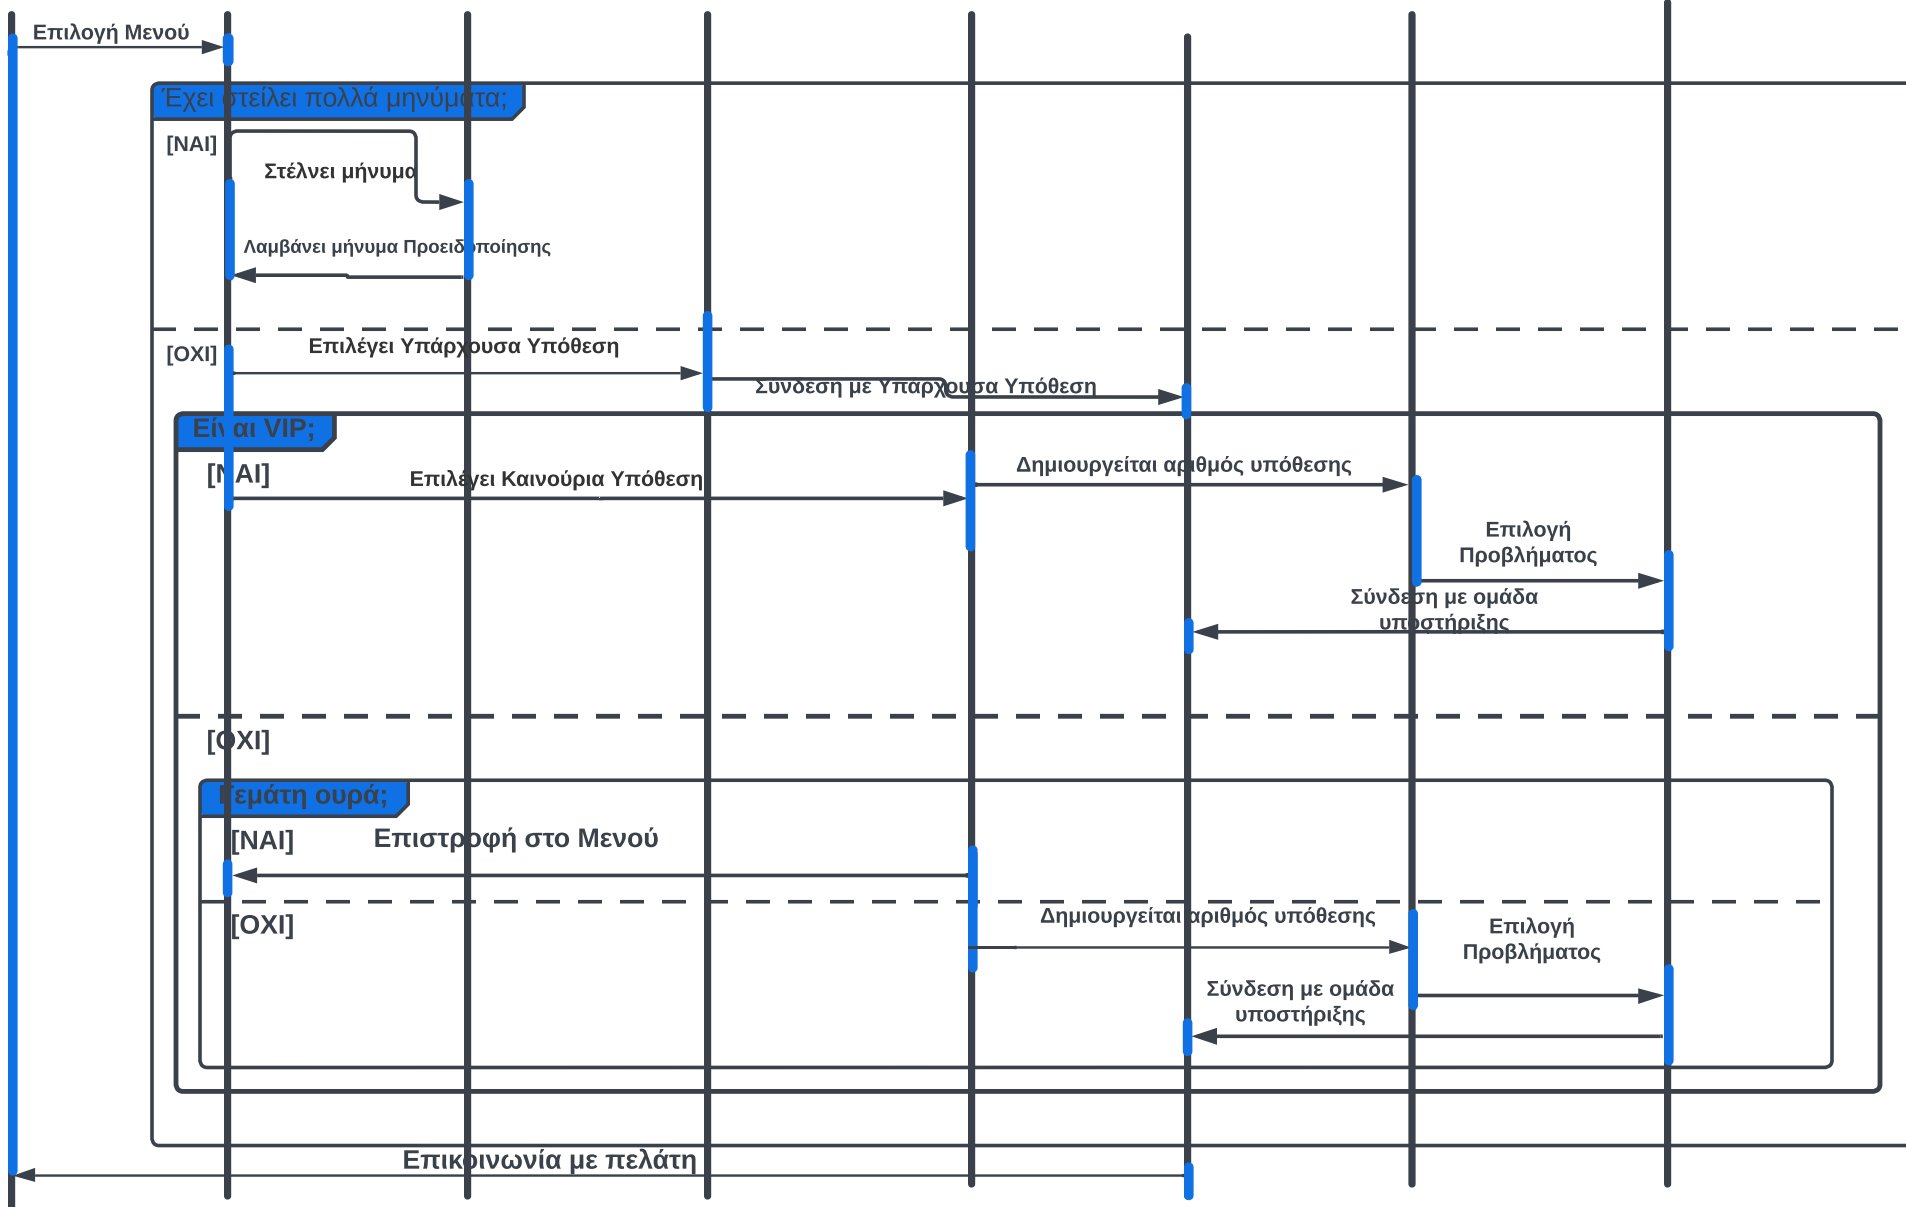 Επιλογή Μενού
Έχει στείλει πολλά μηνύματα;
[ΝΑΙ]
Στέλνει μήνυμα
Λαμβάνει μήνυμα Προειδοποίησης
[ΟΧΙ]
Επιλέγει Υπάρχουσα Υπόθεση
Σύνδεση με Υπάρχουσα Υπόθεση
Είναι VIP;
[ΝΑΙ]
Επιλέγει Καινούρια Υπόθεση
Δημιουργείται αριθμός υπόθεσης
Επιλογή
Προβλήματος
Σύνδεση με ομάδα
υποστήριξης
[ΟΧΙ]
Γεμάτη ουρά;
[ΝΑΙ]
Επιστροφή στο Μενού
[ΟΧΙ]
Δημιουργείται αριθμός υπόθεσης
Επιλογή
Προβλήματος
Σύνδεση με ομάδα
υποστήριξης
Επικοινωνία με πελάτη